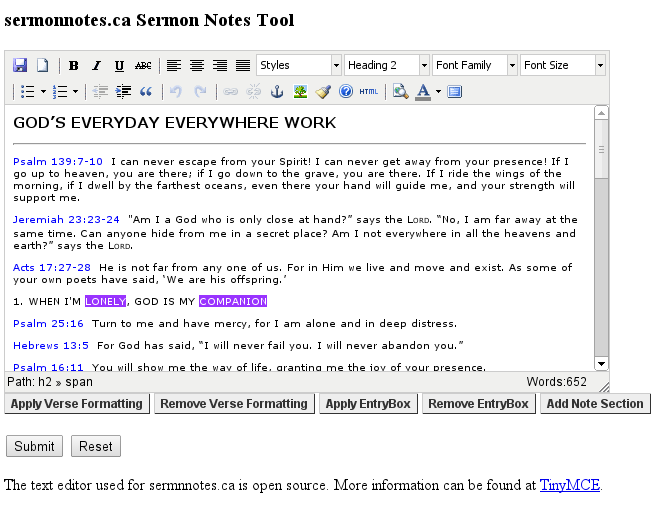 sermonnotes.ca Sermon Notes Tool
B I U ABC Styles Heading 2 Font Family Font Size
HTML A
GOD'S EVERYDAY EVERYWHERE WORK
Psalm 139:7-10 I can never escape from your Spirit! I can never get away from your presence! If I
go up to heaven, you are there; if I go down to the grave, you are there. If I ride the wings of the
morning, if I dwell by the farthest oceans, even there your hand will guide me, and your strength will
support me.
Jeremiah 23:23-24 "Am I a God who is only close at hand?” says the LORD. “No, I am far away at the
same time. Can anyone hide from me in a secret place? Am I not everywhere in all the heavens and
earth?” says the LORD.
Acts 17:27-28 He is not far from any one of us. For in Him we live and move and exist. As some of
your own poets have said, ‘We are his offspring.’
1. WHEN I'M LONELY, GOD IS MY COMPANION
Psalm 25:16 Turn to me and have mercy, for I am alone and in deep distress.
Hebrews 13:5 For God has said, “I will never fail you. I will never abandon you.”
Psalm 16:11 You will show me the way of life, granting me the joy of your presence.
Path: h2 » span Words:652
Apply Verse Formatting Remove Verse Formatting Apply EntryBox Remove EntryBox Add Note Section
Submit Reset
The text editor used for sermnnotes.ca is open source. More information can be found at TinyMCE.